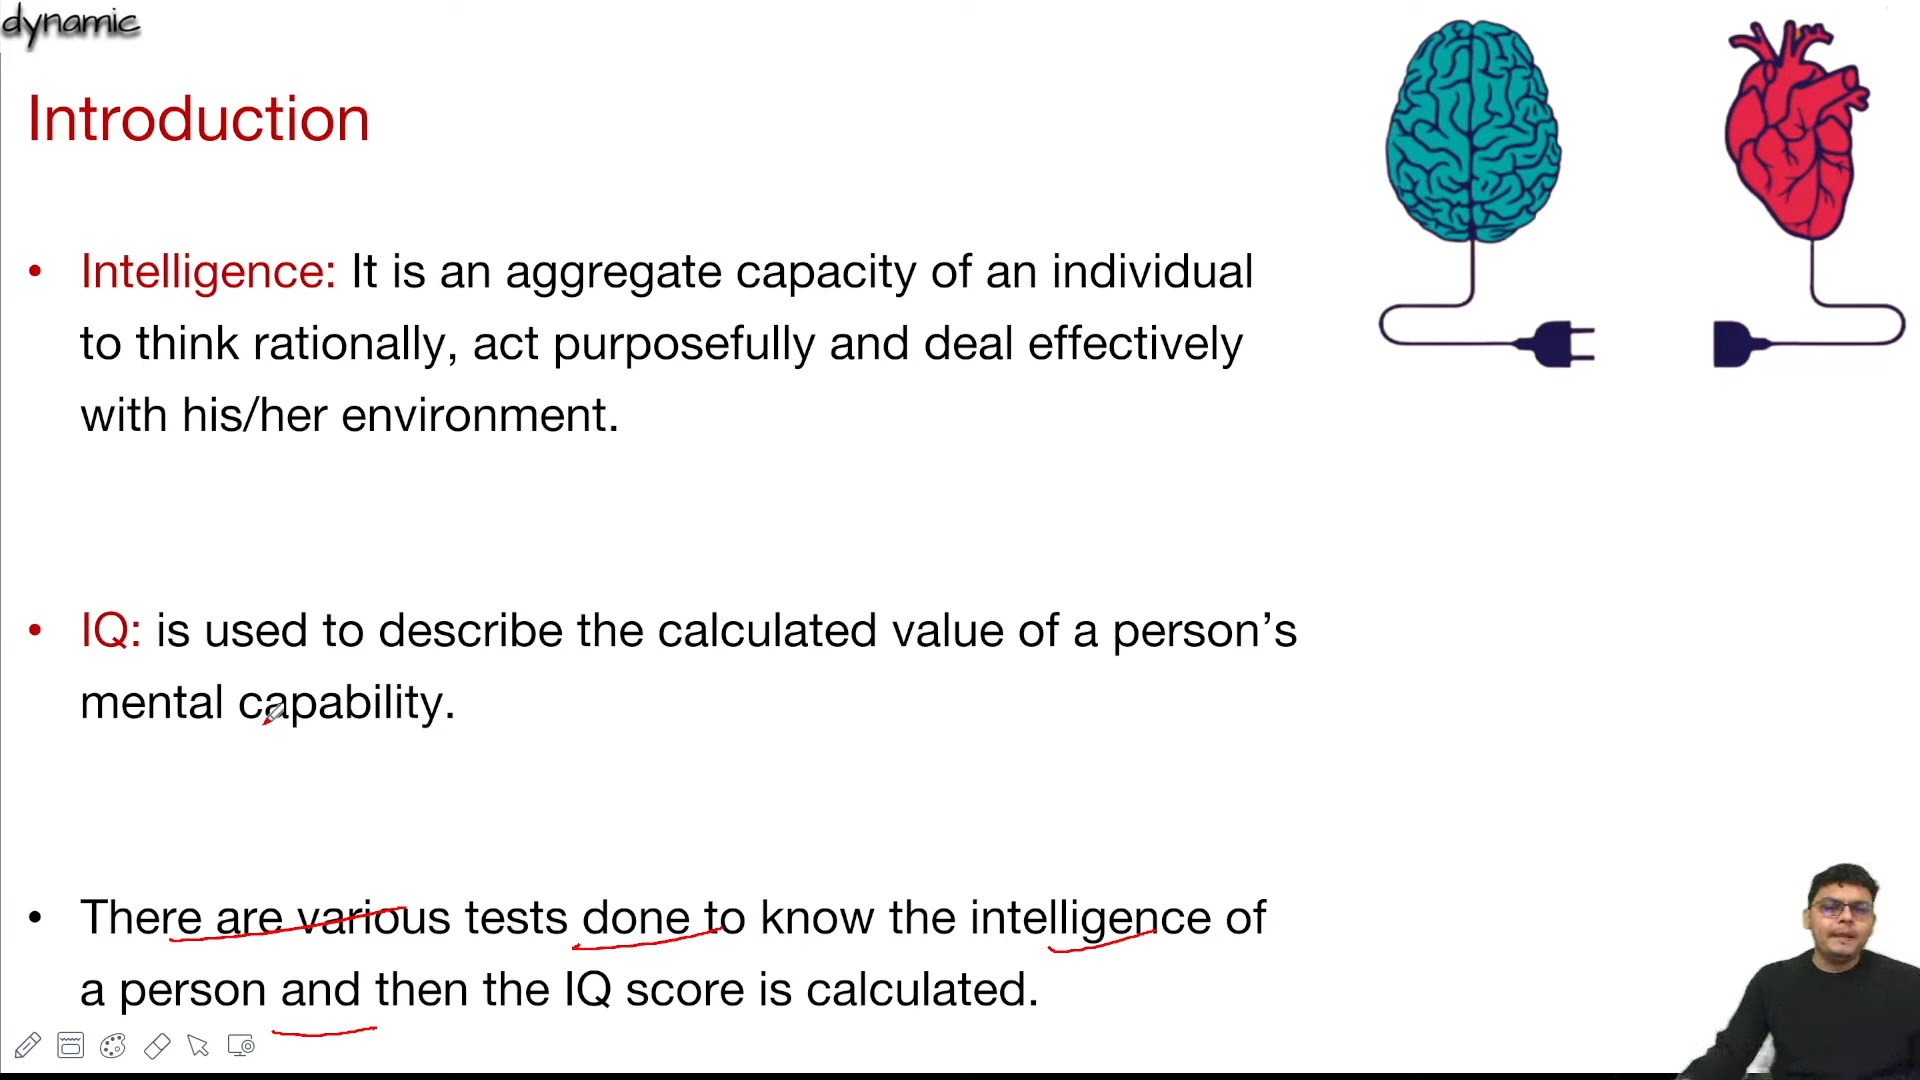 dynamic
Introduction
• Intelligence: It is an aggregate capacity of an individual
to think rationally, act purposefully and deal effectively
with his/her environment.
• IQ: is used to describe the calculated value of a person’s
mental capability.
• There are various tests done to know the intelligence of
a person and then the IQ score is calculated.